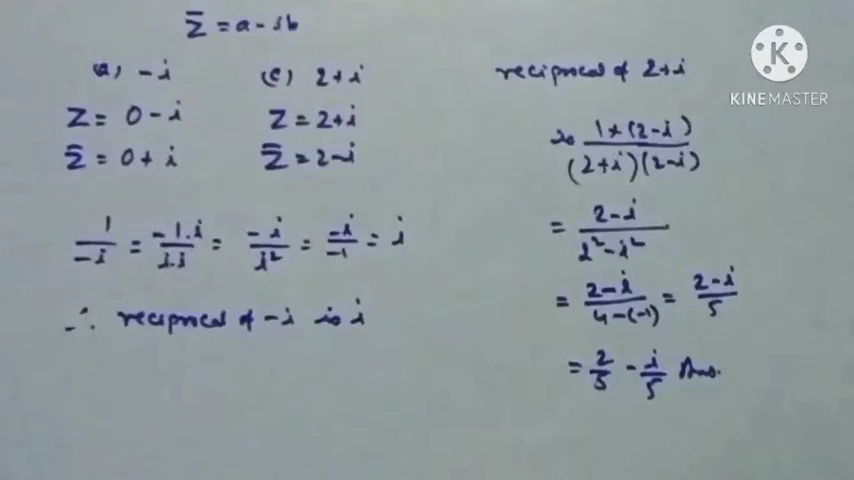 z̄ = a - ib
(a) -i
z = 0 - i
z̄ = 0 + i
(c) 2+i
z = 2+i
z̄ = 2-i
1/-i = -1.i/i.i = -i/i² = -i/-1 = i
∴ reciprocal of -i is i
reciprocal of 2+i
is 1×(2-i)/(2+i)(2-i)
= 2-i/2²-i²
= 2-i/4-(-1) = 2-i/5
= 2/5 - i/5 Ans.
K
KINEMASTER